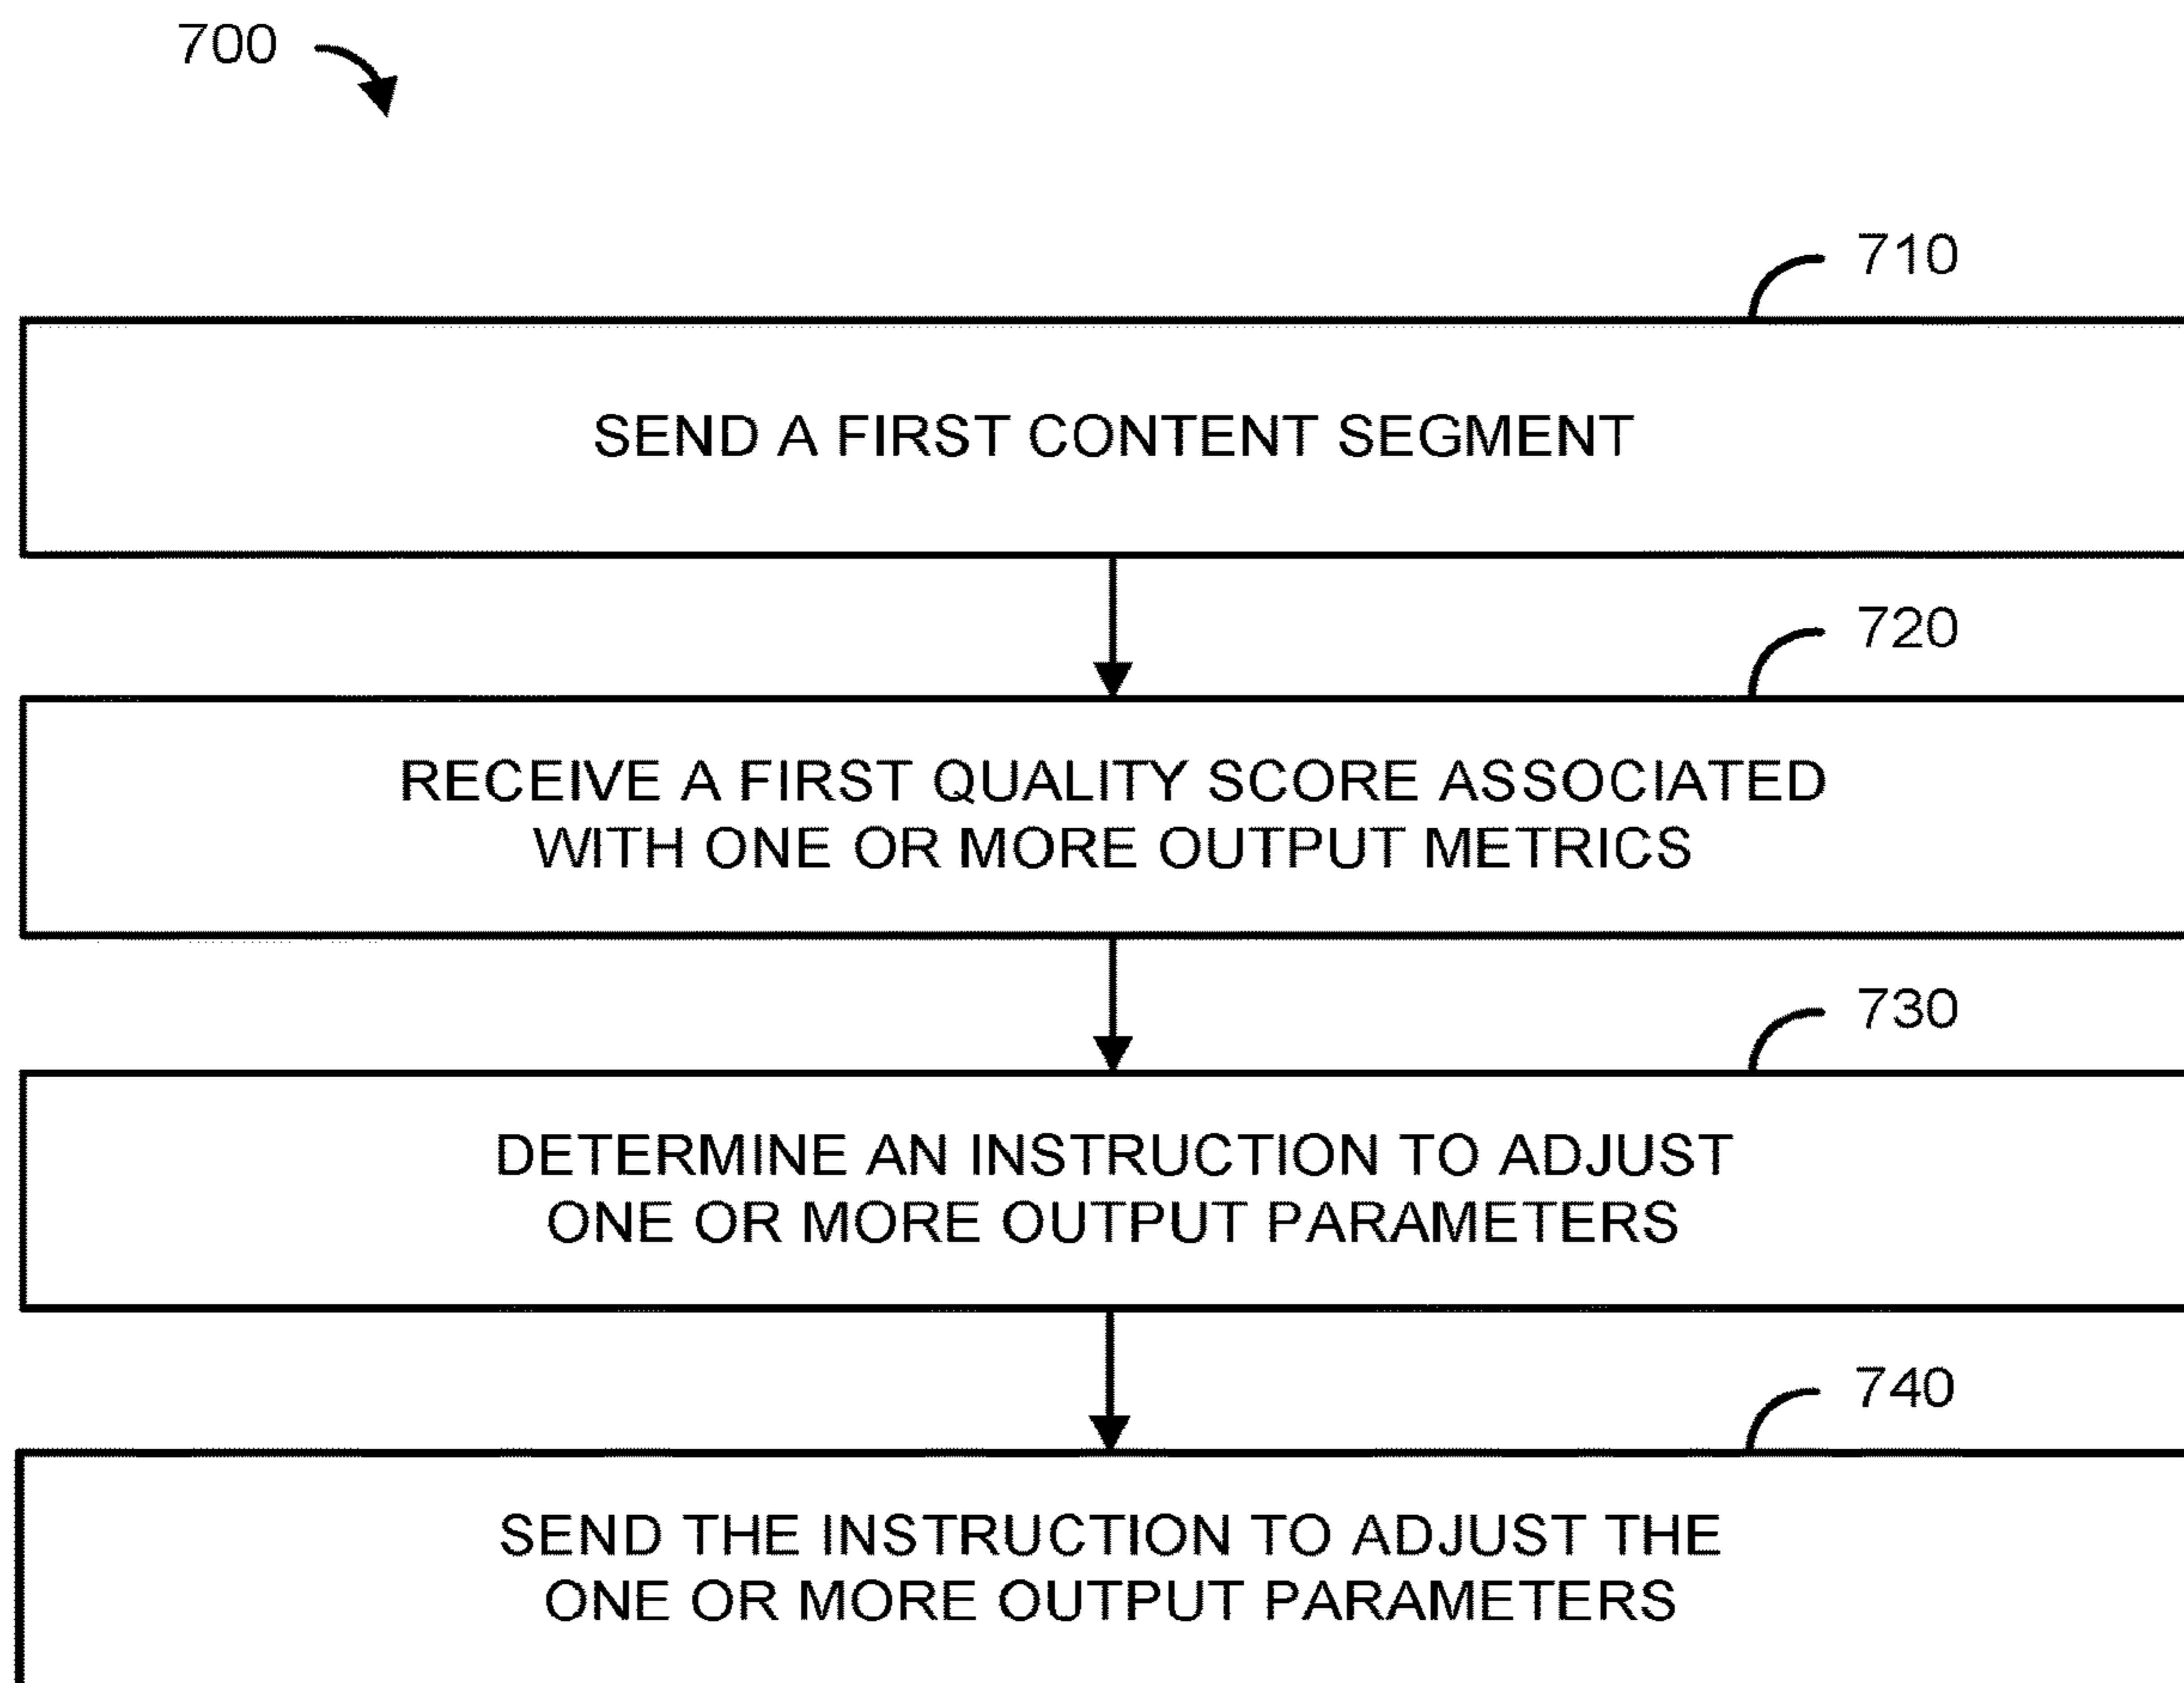 700
710
SEND A FIRST CONTENT SEGMENT
720
RECEIVE A FIRST QUALITY SCORE ASSOCIATED
WITH ONE OR MORE OUTPUT METRICS
730
DETERMINE AN INSTRUCTION TO ADJUST
ONE OR MORE OUTPUT PARAMETERS
740
SEND THE INSTRUCTION TO ADJUST THE
ONE OR MORE OUTPUT PARAMETERS